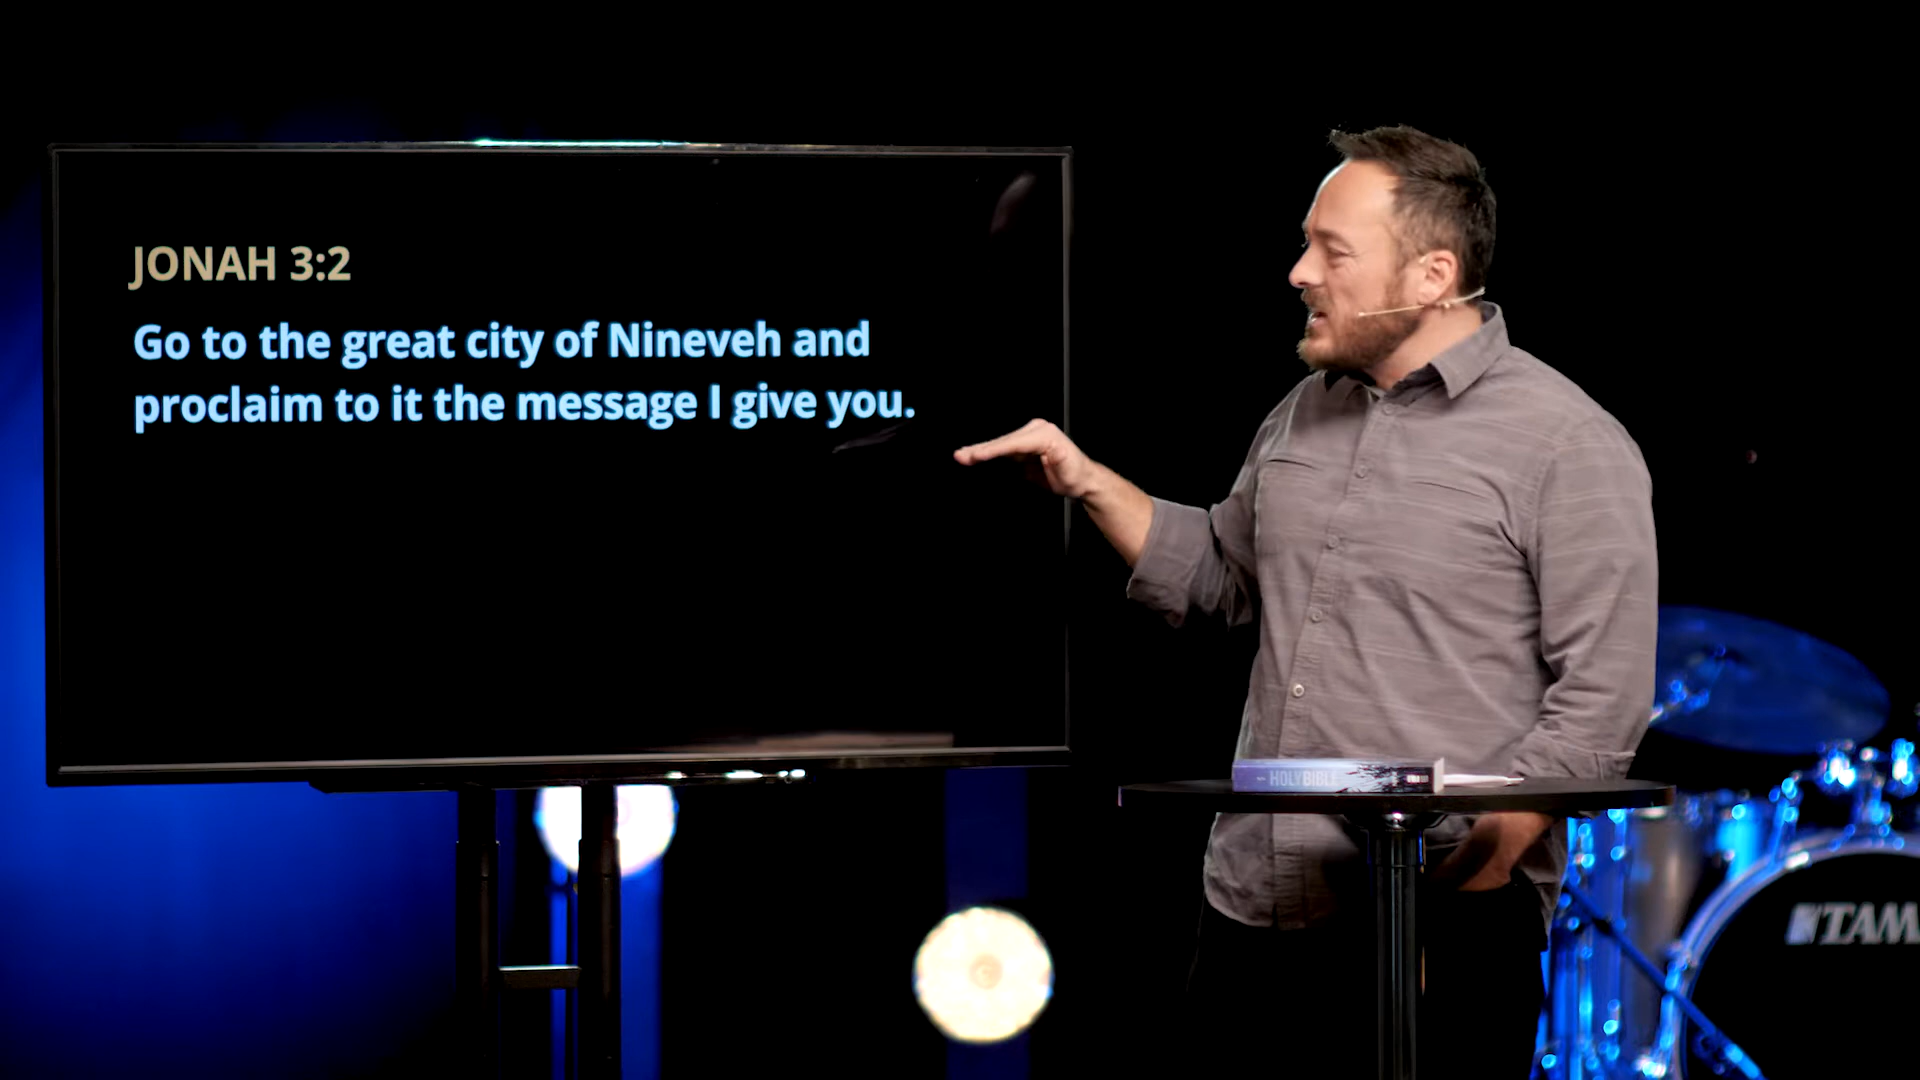 JONAH 3:2
Go to the great city of Nineveh and
proclaim to it the message I give you.
HOLY BIBLE
TAM